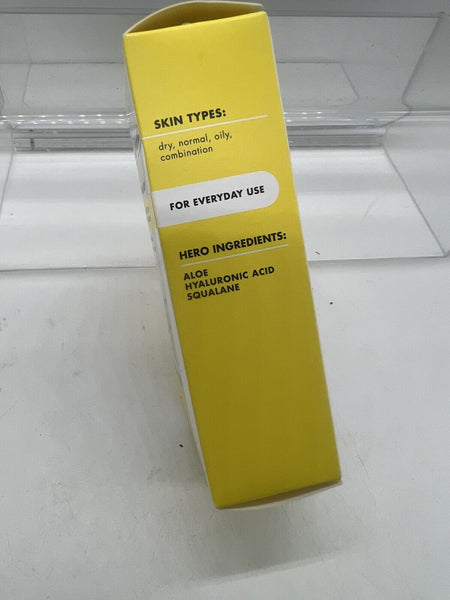 SKIN TYPES:
dry, normal, oily,
combination
FOR EVERYDAY USE
HERO INGREDIENTS:
ALOE
HYALURONIC ACID
SQUALANE